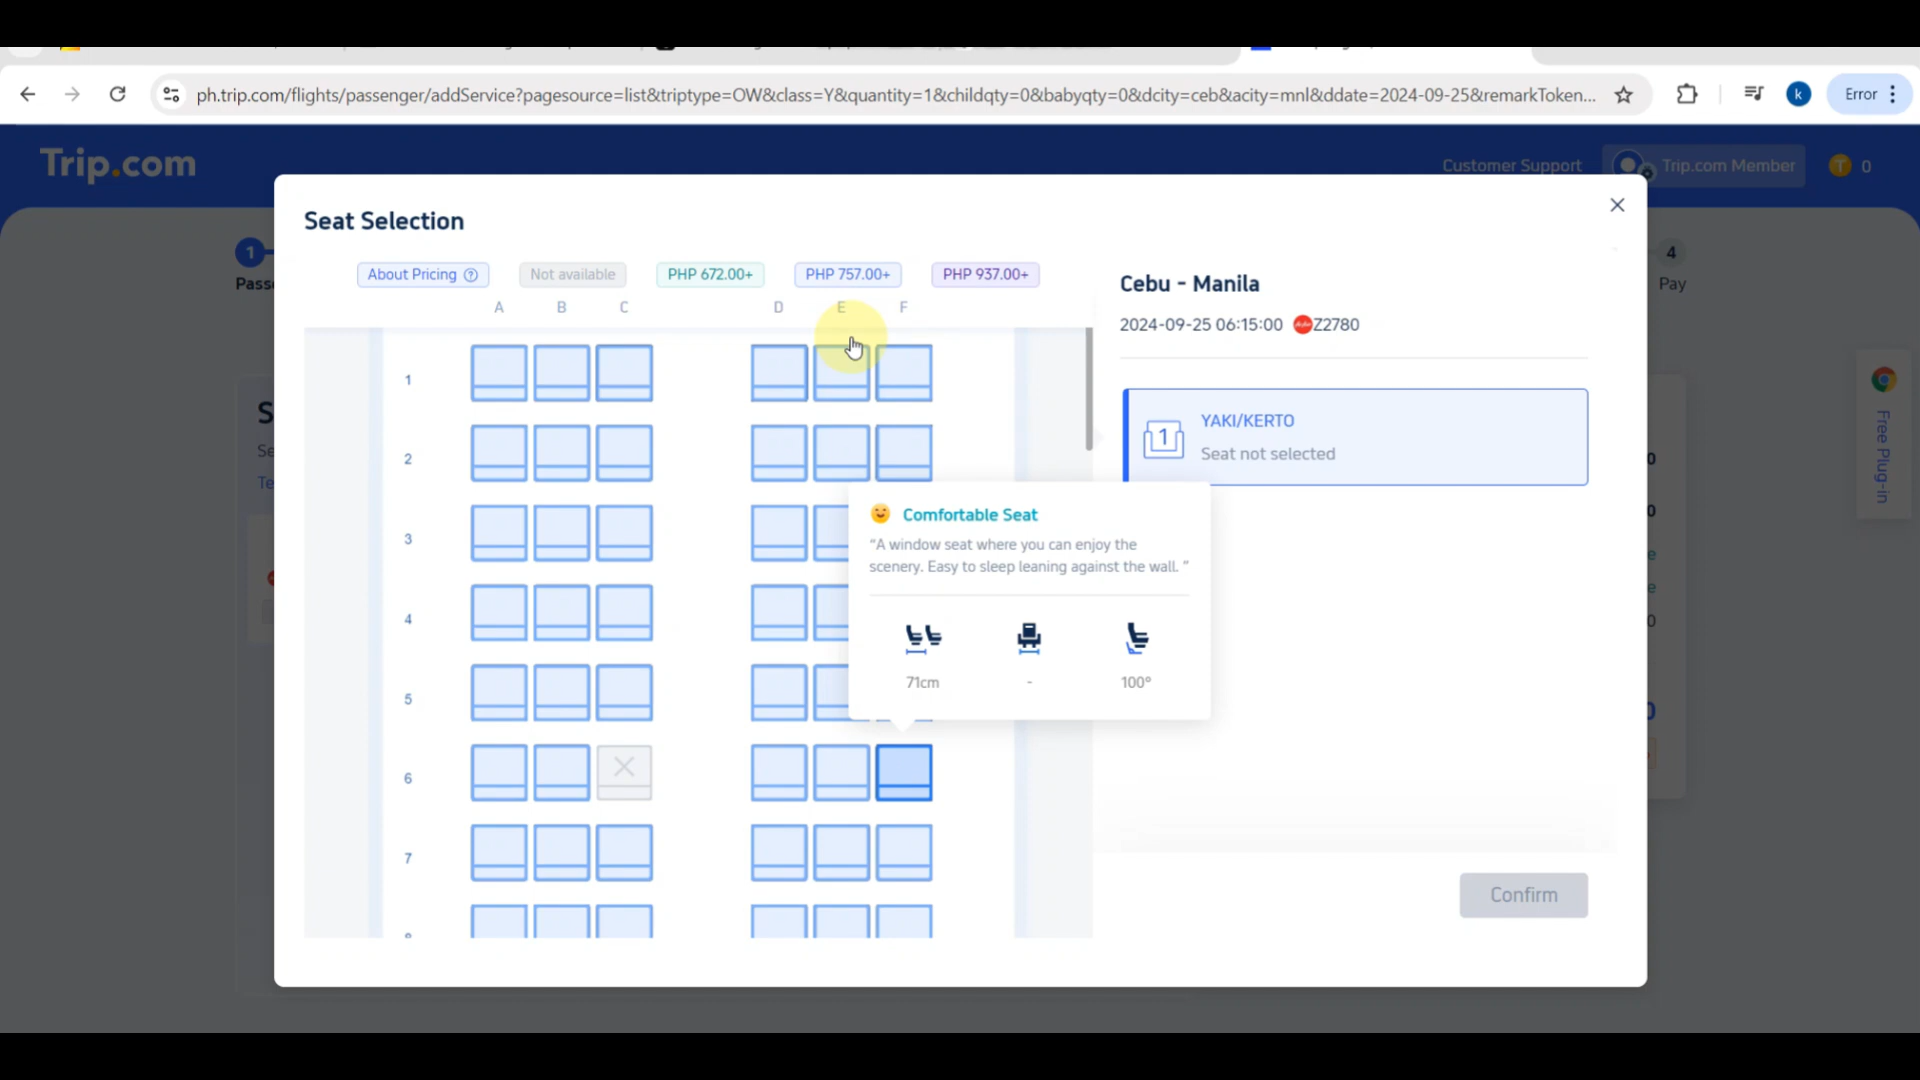 ph.trip.com/flights/passenger/addService?pagesource=list&triptype=OW&class=Y&quantity=1&childqty=0&babyqty=0&dcity=ceb&acity=mnl&ddate=2024-09-25&remarkToken...
k
Error
Trip.com
Customer Support
Trip.com Member
T 0
1
4
Pay
Seat Selection
About Pricing ?
Not available
PHP 672.00+
PHP 757.00+
PHP 937.00+
A B C D E F
Cebu - Manila
2024-09-25 06:15:00 Z2780
1
YAKI/KERTO
Seat not selected
1
2
3
4
5
6
7
Comfortable Seat
“A window seat where you can enjoy the
scenery. Easy to sleep leaning against the wall. ”
71cm
-
100°
Confirm
Free Plug-in